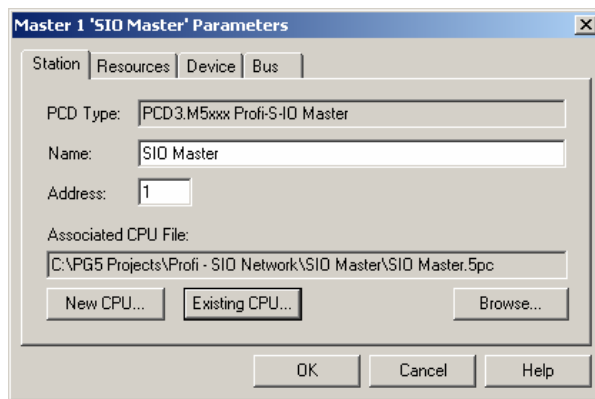 Master 1 'SIO Master' Parameters
Station Resources Device Bus
PCD Type: PCD3.M5xxx Profi-S-IO Master
Name: SIO Master
Address: 1
Associated CPU File:
C:\PG5 Projects\Profi - SIO Network\SIO Master\SIO Master.5pc
New CPU... Existing CPU... Browse...
OK Cancel Help